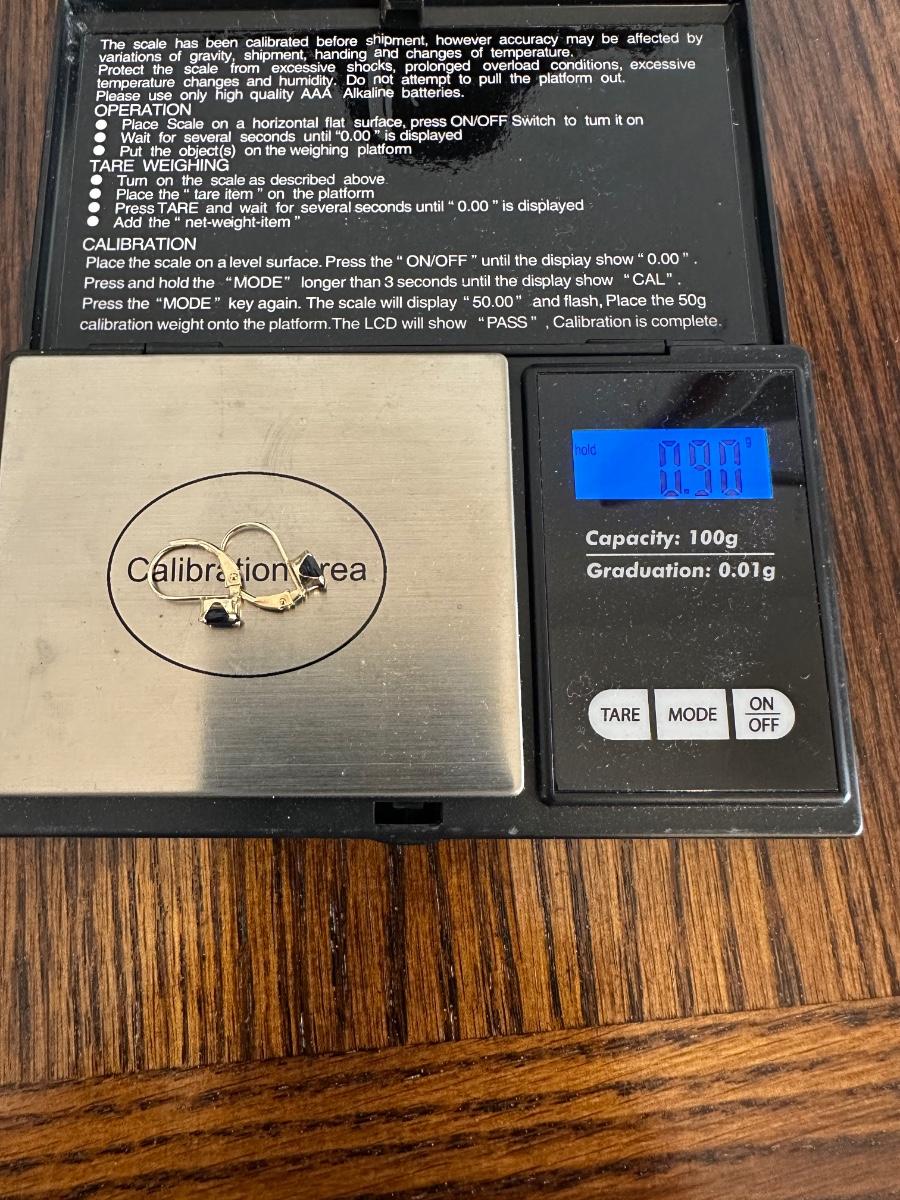 The scale has been calibrated before shipment, however accuracy may be affected by
variations of gravity, shipment, handing and changes of temperature.
Protect the scale from excessive shocks, prolonged overload conditions, excessive
temperature changes and humidity. Do not attempt to pull the platform out.
Please use only high quality AAA Alkaline batteries.
OPERATION
● Place Scale on a horizontal flat surface, press ON/OFF Switch to turn it on
● Wait for several seconds until “0.00” is displayed
● Put the object(s) on the weighing platform
TARE WEIGHING
● Turn on the scale as described above.
● Place the “tare item” on the platform
● Press TARE and wait for several seconds until “0.00” is displayed
● Add the “net-weight-item”
CALIBRATION
Place the scale on a level surface. Press the “ON/OFF” until the display show “0.00”.
Press and hold the “MODE” longer than 3 seconds until the display show “CAL”.
Press the “MODE” key again. The scale will display “50.00” and flash, Place the 50g
calibration weight onto the platform. The LCD will show “PASS”, Calibration is complete.
hold 0.90 g
Capacity: 100g
Graduation: 0.01g
Calibration Area
TARE MODE ON/OFF